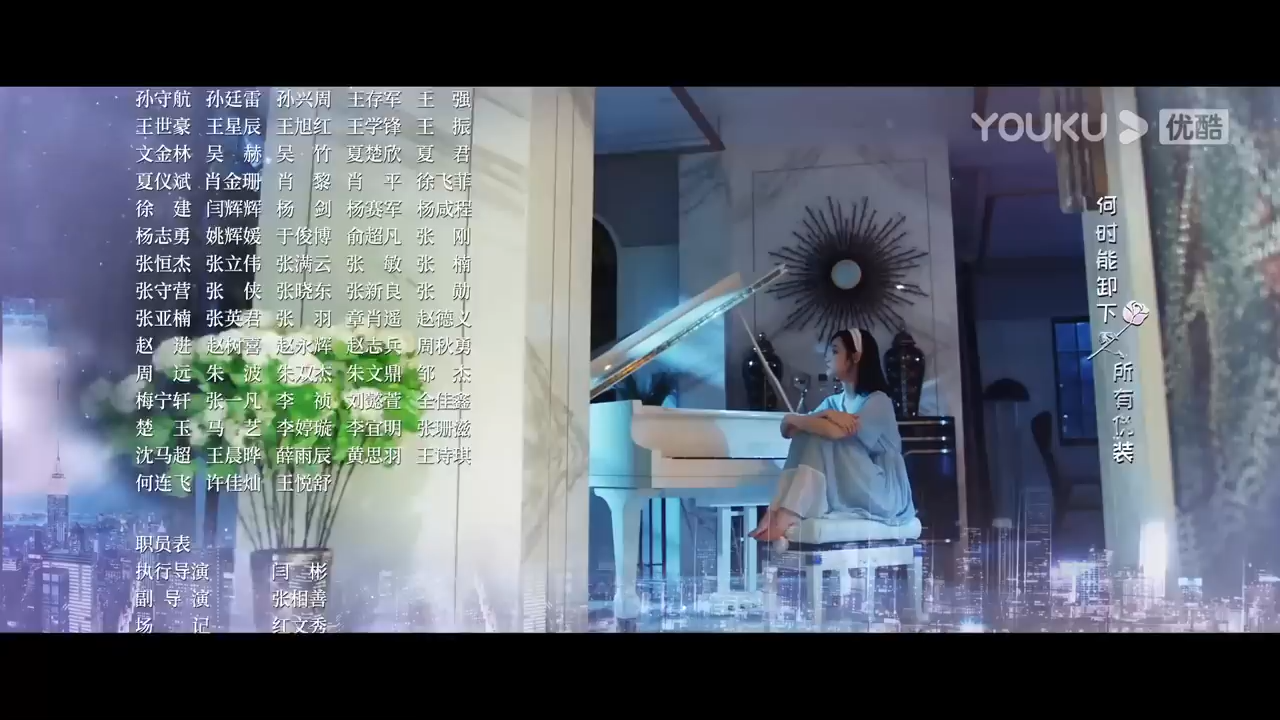 孙守航 孙廷雷 孙兴周 王存军 王 强
王世豪 王星辰 王旭红 王学锋 王 振
文金林 吴 赫 吴 竹 夏楚欣 夏 君
夏仪斌 肖金珊 肖 黎 肖 平 徐飞菲
徐 建 闫辉辉 杨 剑 杨赛军 杨咸程
杨志勇 姚辉媛 于俊博 俞超凡 张 刚
张恒杰 张立伟 张满云 张 敏 张 楠
张守营 张 侠 张晓东 张新良 张 勋
张亚楠 张英君 张 羽 章肖遥 赵德义
赵 进 赵树喜 赵永辉 赵志兵 周秋勇
周 远 朱 波 朱双杰 朱文鼎 邹 杰
梅宁轩 张一凡 李 祯 刘懿萱 全佳鑫
楚 玉 马 艺 李婷璇 李宜明 张珊滋
沈马超 王晨晔 薛雨辰 黄思羽 王诗琪
何连飞 许佳灿 王悦舒
职员表
执行导演 闫 彬
副 导 演 张相善
场 记 红文秀
YOUKU 优酷
何时能卸下
所有伪装